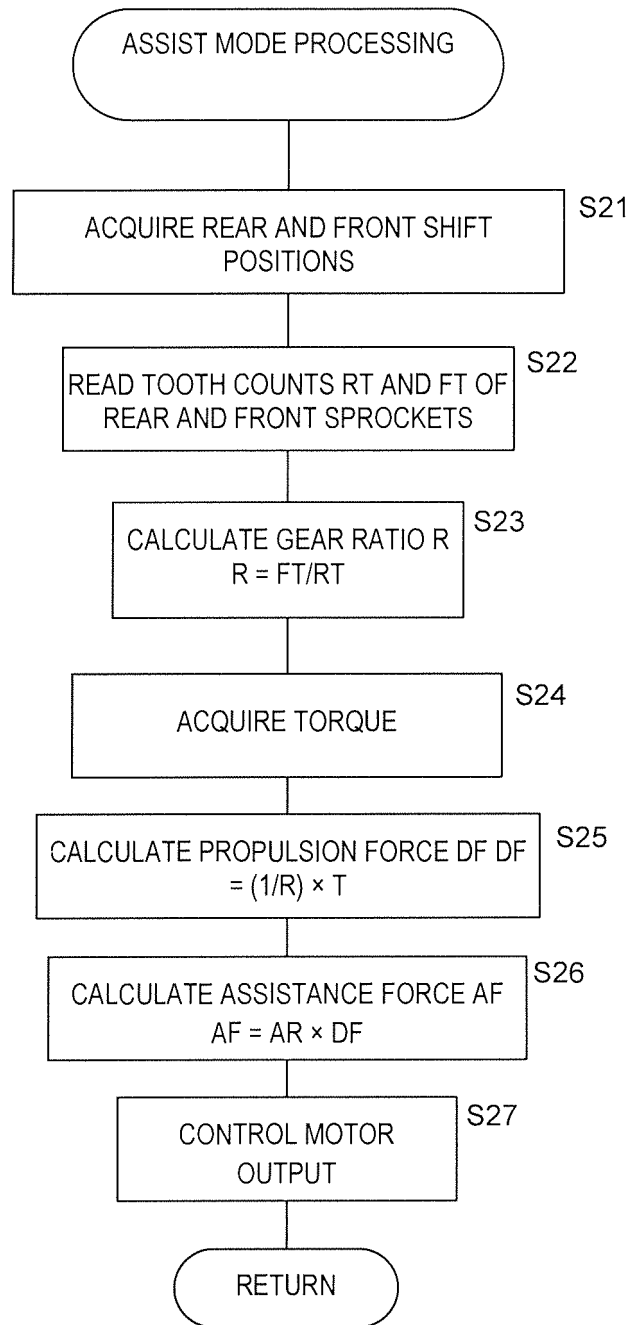 ASSIST MODE PROCESSING
S21
ACQUIRE REAR AND FRONT SHIFT
POSITIONS
S22
READ TOOTH COUNTS RT AND FT OF
REAR AND FRONT SPROCKETS
S23
CALCULATE GEAR RATIO R
R = FT/RT
S24
ACQUIRE TORQUE
S25
CALCULATE PROPULSION FORCE DF DF
= (1/R) × T
S26
CALCULATE ASSISTANCE FORCE AF
AF = AR × DF
S27
CONTROL MOTOR
OUTPUT
RETURN